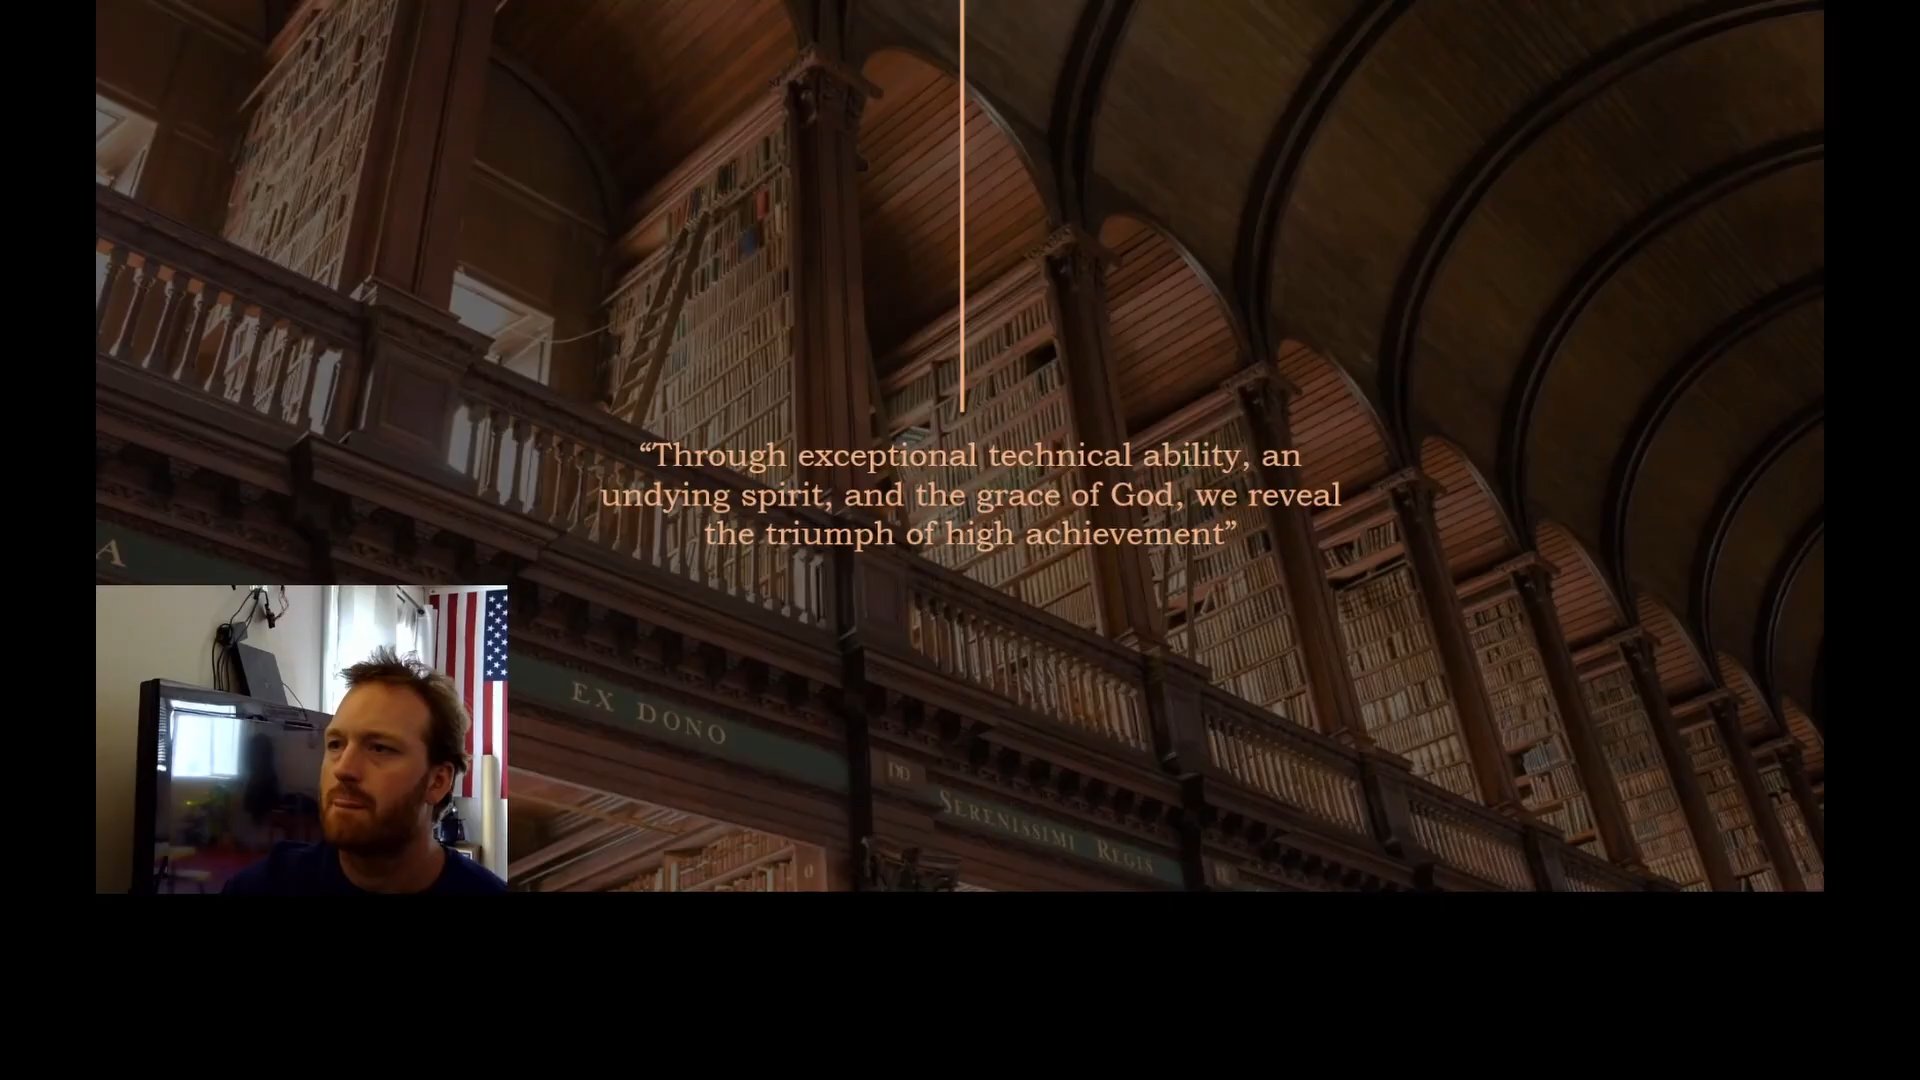 “Through exceptional technical ability, an
undying spirit, and the grace of God, we reveal
the triumph of high achievement”
A
EX DONO
DD
SERENISSIMI REGIS